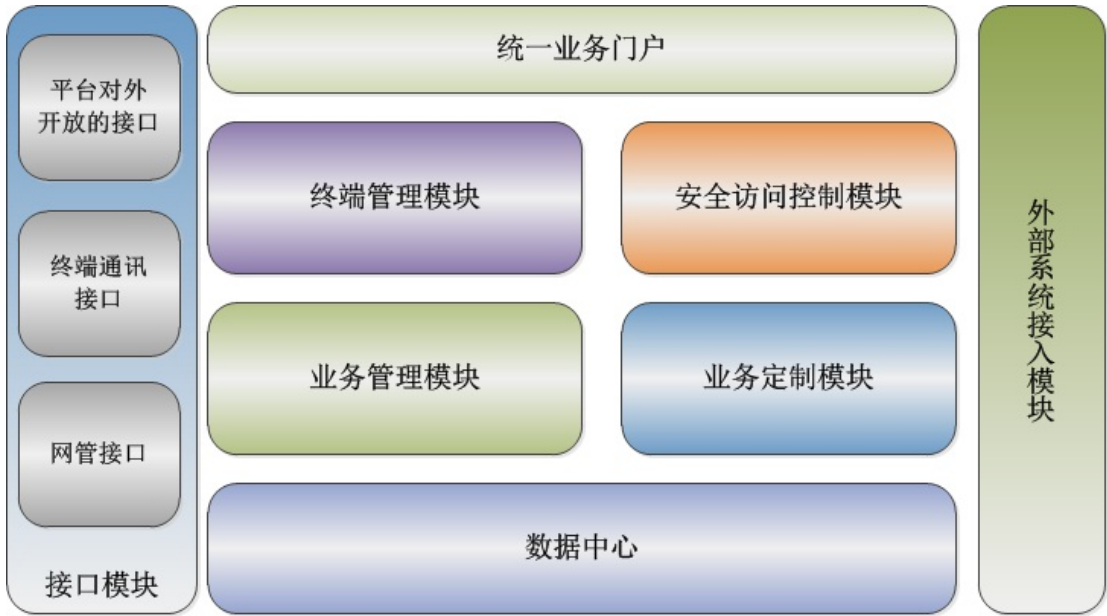 平台对外
开放的接口
终端通讯
接口
网管接口
接口模块
统一业务门户
终端管理模块
安全访问控制模块
业务管理模块
业务定制模块
数据中心
外部系统接入模块